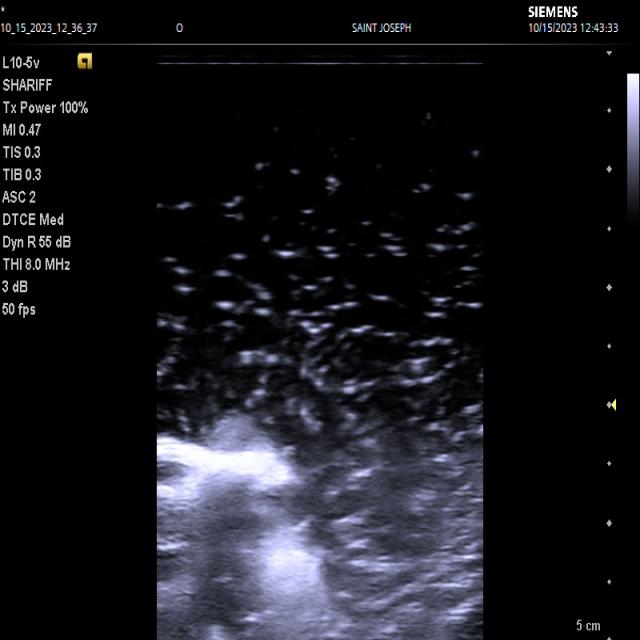 *
SIEMENS
10_15_2023_12_36_37 O SAINT JOSEPH 10/15/2023 12:43:33
L10-5v
SHARIFF
Tx Power 100%
MI 0.47
TIS 0.3
TIB 0.3
ASC 2
DTCE Med
Dyn R 55 dB
THI 8.0 MHz
3 dB
50 fps
5 cm